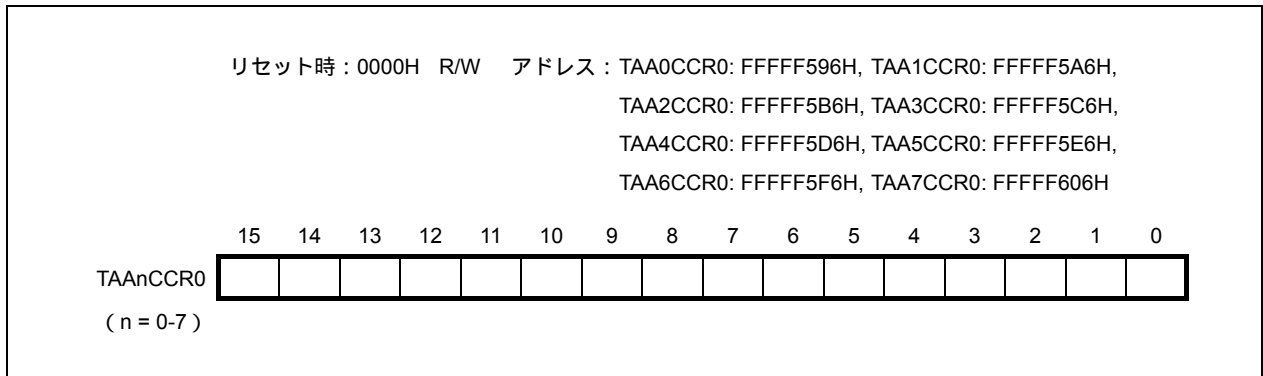 リセット時：0000H R/W アドレス：TAA0CCR0: FFFFF596H, TAA1CCR0: FFFFF5A6H,
TAA2CCR0: FFFFF5B6H, TAA3CCR0: FFFFF5C6H,
TAA4CCR0: FFFFF5D6H, TAA5CCR0: FFFFF5E6H,
TAA6CCR0: FFFFF5F6H, TAA7CCR0: FFFFF606H
15 14 13 12 11 10 9 8 7 6 5 4 3 2 1 0
TAAnCCR0
（n = 0-7）